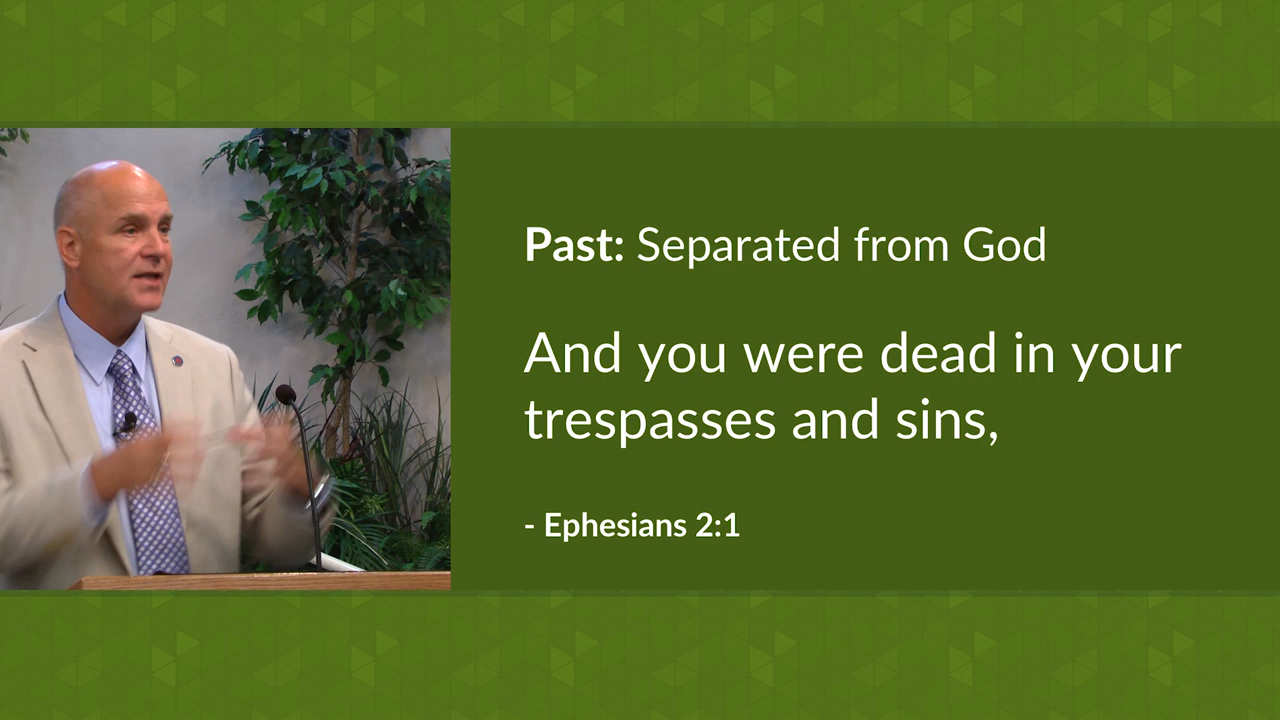 Past: Separated from God
And you were dead in your
trespasses and sins,
- Ephesians 2:1